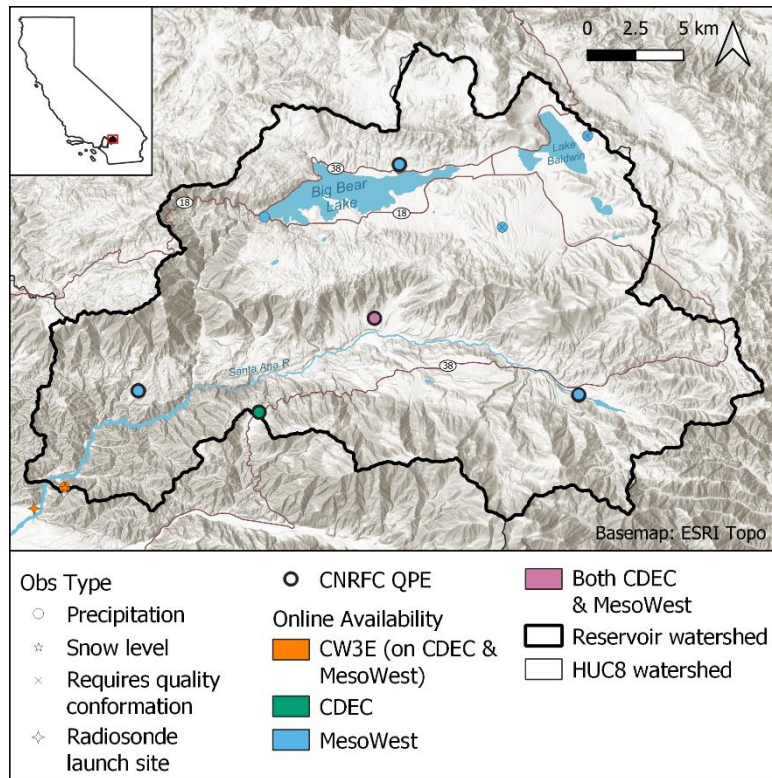 0 2.5 5 km
38
Lake
Baldwin
Big Bear
Lake
18
18
Santa Ana R.
38
Basemap: ESRI Topo
Obs Type
Precipitation
Snow level
Requires quality
conformation
Radiosonde
launch site
CNRFC QPE
Online Availability
CW3E (on CDEC &
MesoWest)
CDEC
MesoWest
Both CDEC
& MesoWest
Reservoir watershed
HUC8 watershed